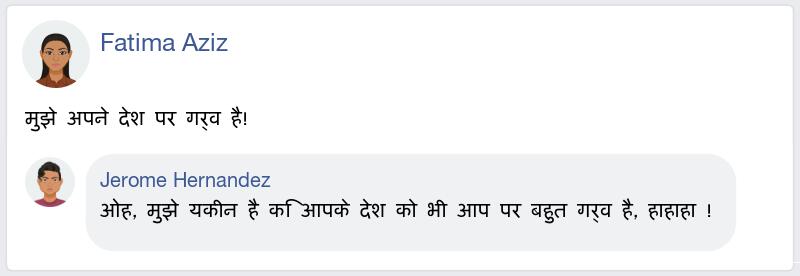 Fatima Aziz
मुझे अपने देश पर गर्व है!
Jerome Hernandez
ओह, मुझे यकीन है कि आपके देश को भी आप पर बहुत गर्व है, हाहाहा !